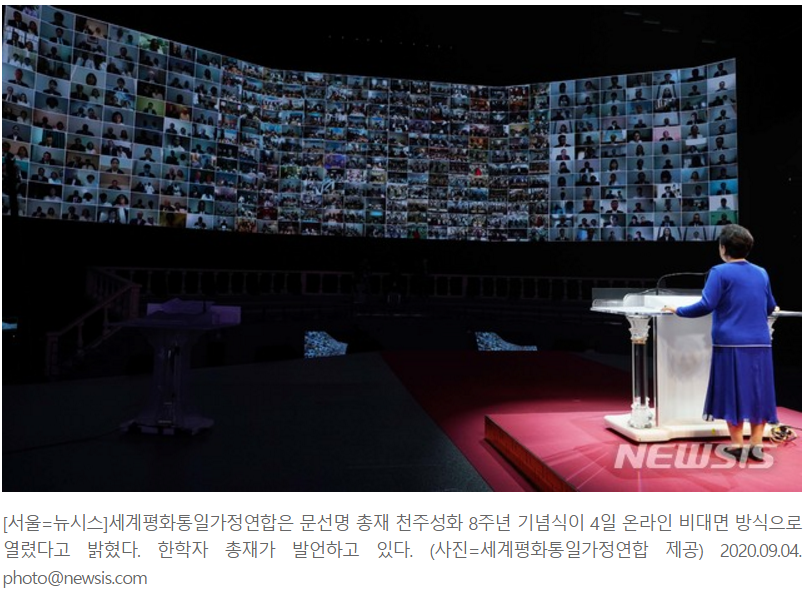 NEWSIS
[서울=뉴시스]세계평화통일가정연합은 문선명 총재 천주성화 8주년 기념식이 4일 온라인 비대면 방식으로
열렸다고 밝혔다. 한학자 총재가 발언하고 있다. (사진=세계평화통일가정연합 제공) 2020.09.04.
photo@newsis.com